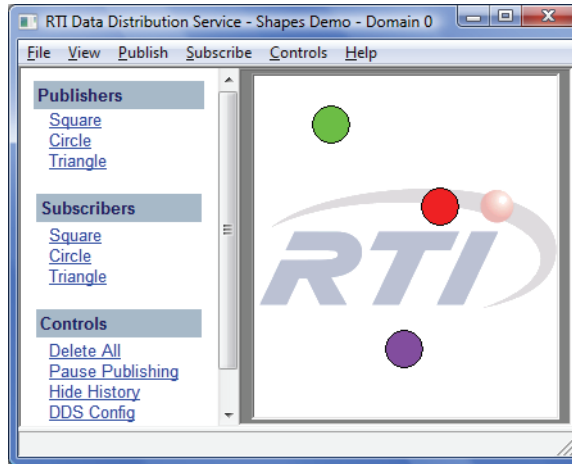 RTI Data Distribution Service - Shapes Demo - Domain 0
File View Publish Subscribe Controls Help
Publishers
Square
Circle
Triangle
Subscribers
Square
Circle
Triangle
Controls
Delete All
Pause Publishing
Hide History
DDS Config
RTI